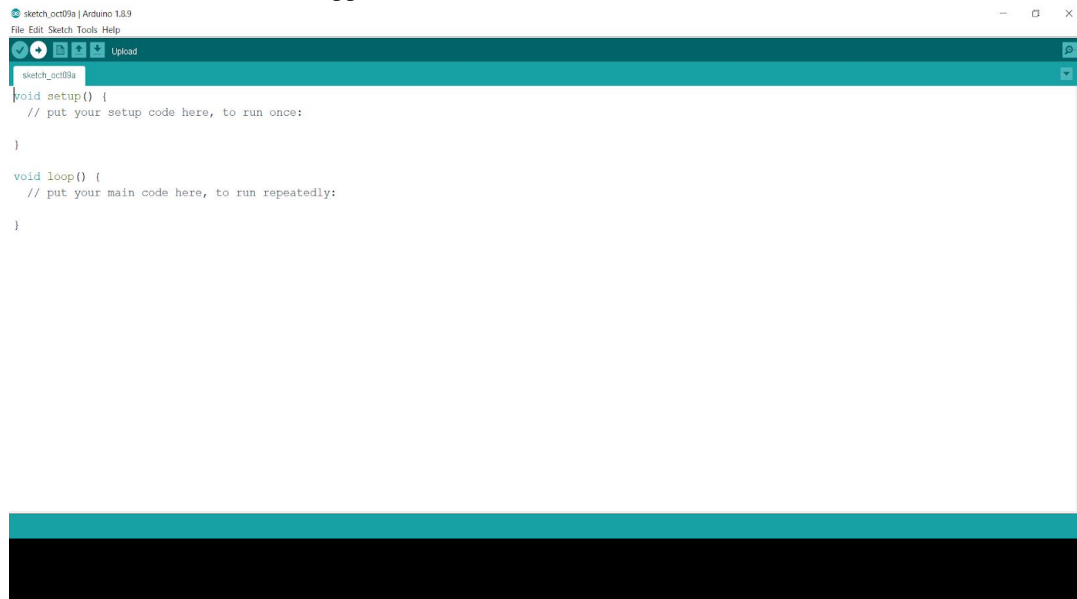 sketch_oct09a | Arduino 1.8.9
File Edit Sketch Tools Help
Upload
sketch_oct09a
void setup() {
  // put your setup code here, to run once:
}
void loop() {
  // put your main code here, to run repeatedly:
}